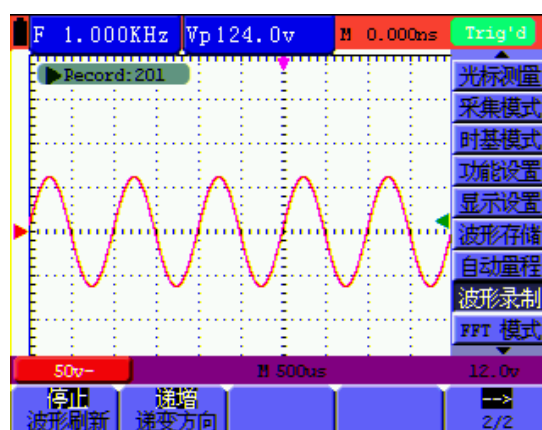 F 1.000KHz
Vp124.0v
M 0.000ns
Trig'd
Record:201
光标测量
采集模式
时基模式
功能设置
显示设置
波形存储
自动量程
波形录制
FFT 模式
50v~
M 500us
12.0v
停止
波形刷新
递增
递变方向
-->
2/2